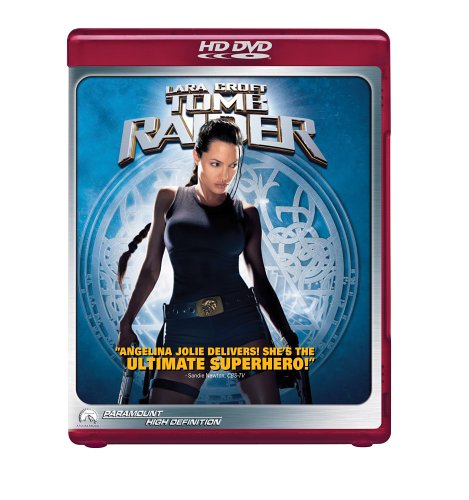 HD DVD
LARA CROFT
TOMB
RAIDER
"ANGELINA JOLIE DELIVERS! SHE'S THE
ULTIMATE SUPERHERO!"
-Sandie Newton, CBS-TV
PARAMOUNT
HIGH DEFINITION